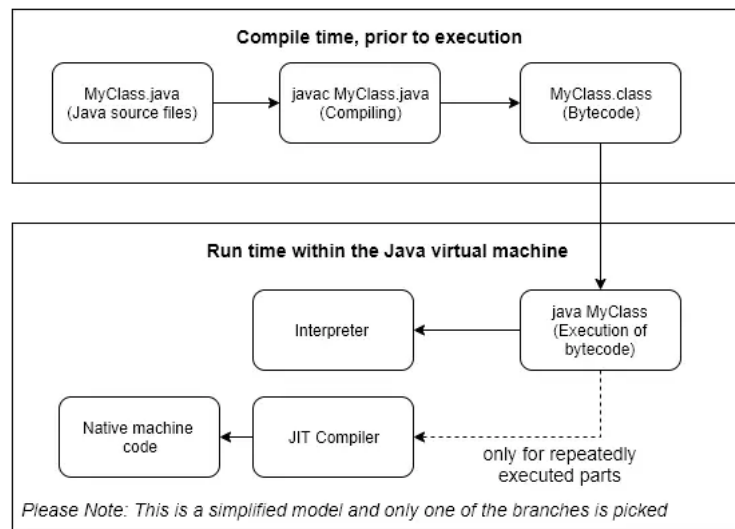 Compile time, prior to execution
MyClass.java
(Java source files)
javac MyClass.java
(Compiling)
MyClass.class
(Bytecode)
Run time within the Java virtual machine
java MyClass
(Execution of
bytecode)
Interpreter
only for repeatedly
executed parts
JIT Compiler
Native machine
code
Please Note: This is a simplified model and only one of the branches is picked